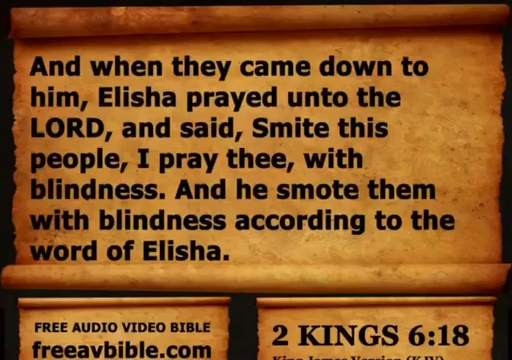 And when they came down to
him, Elisha prayed unto the
LORD, and said, Smite this
people, I pray thee, with
blindness. And he smote them
with blindness according to the
word of Elisha.
FREE AUDIO VIDEO BIBLE
freeavbible.com
2 KINGS 6:18
King James Version (KJV)